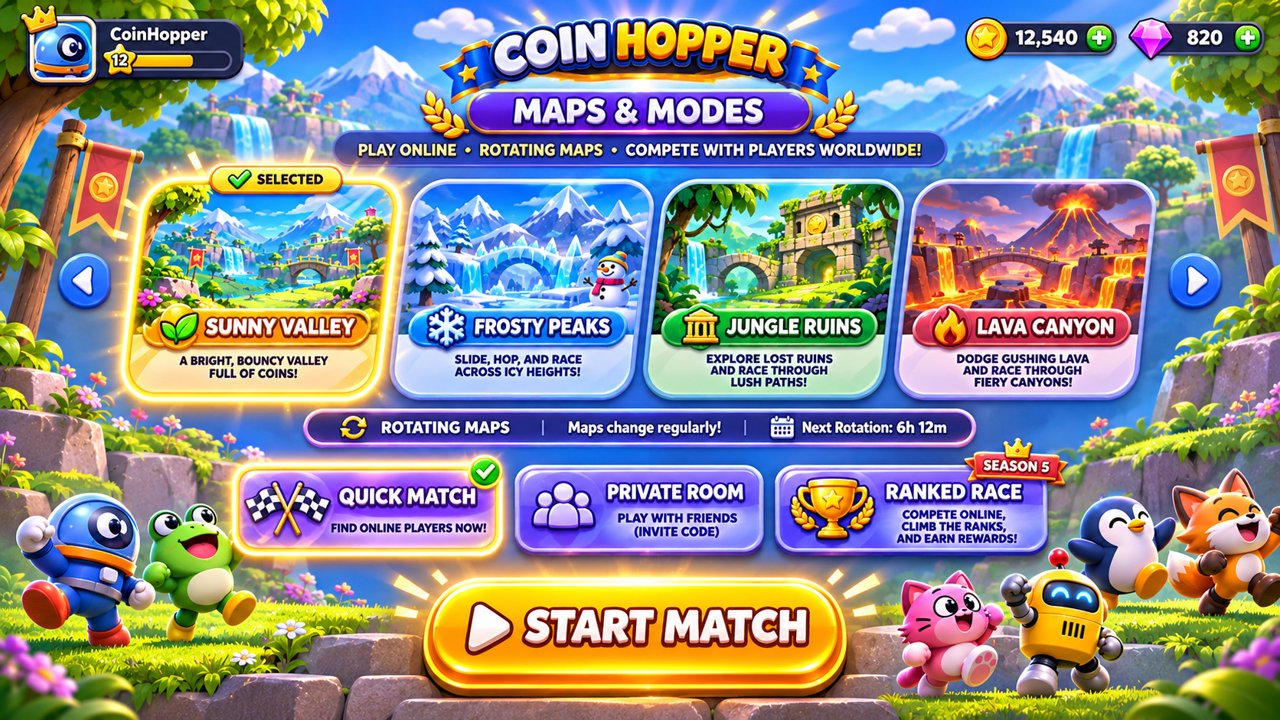 CoinHopper
12
COIN HOPPER
12,540
820
MAPS & MODES
PLAY ONLINE • ROTATING MAPS • COMPETE WITH PLAYERS WORLDWIDE!
SELECTED
SUNNY VALLEY
A BRIGHT, BOUNCY VALLEY
FULL OF COINS!
FROSTY PEAKS
SLIDE, HOP, AND RACE
ACROSS ICY HEIGHTS!
JUNGLE RUINS
EXPLORE LOST RUINS
AND RACE THROUGH
LUSH PATHS!
LAVA CANYON
DODGE GUSHING LAVA
AND RACE THROUGH
FIERY CANYONS!
ROTATING MAPS | Maps change regularly! | Next Rotation: 6h 12m
QUICK MATCH
FIND ONLINE PLAYERS NOW!
PRIVATE ROOM
PLAY WITH FRIENDS
(INVITE CODE)
SEASON 5
RANKED RACE
COMPETE ONLINE,
CLIMB THE RANKS,
AND EARN REWARDS!
START MATCH